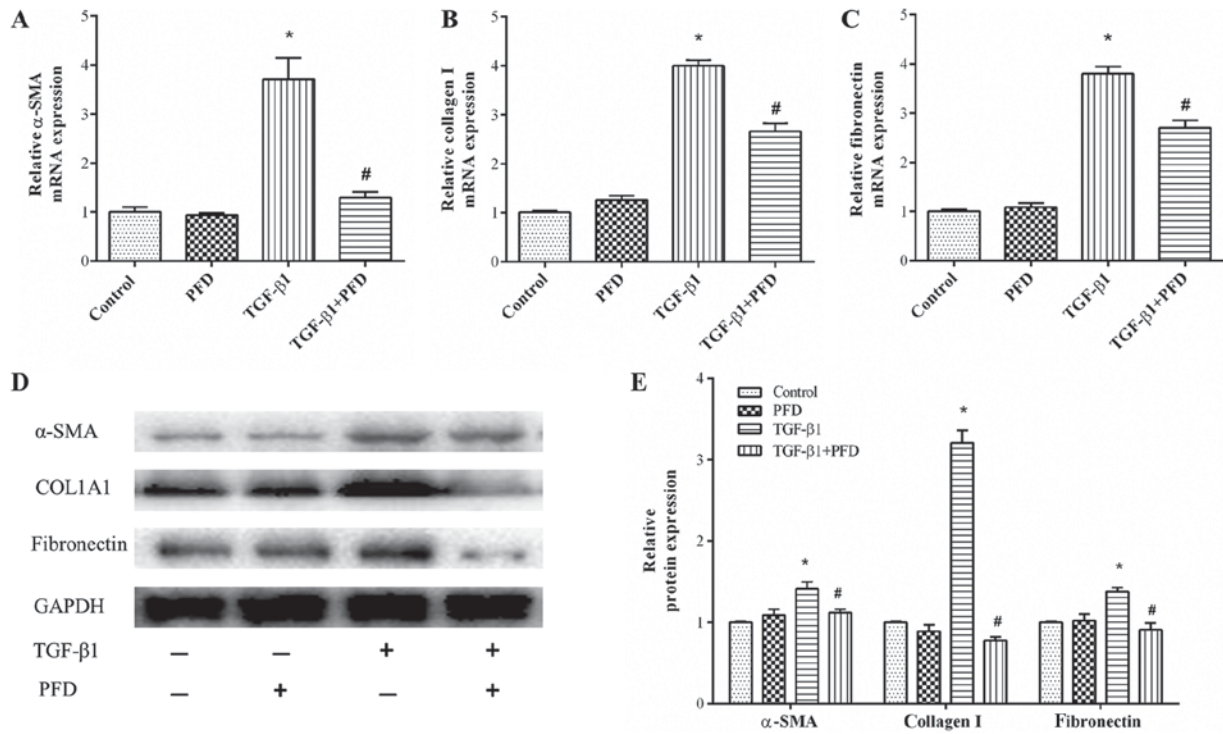 A
Relative α-SMA
mRNA expression
5
4
3
2
1
0
*
#
Control
PFD
TGF-β1
TGF-β1+PFD
B
Relative collagen I
mRNA expression
5
4
3
2
1
0
*
#
Control
PFD
TGF-β1
TGF-β1+PFD
C
Relative fibronectin
mRNA expression
5
4
3
2
1
0
*
#
Control
PFD
TGF-β1
TGF-β1+PFD
D
α-SMA
COL1A1
Fibronectin
GAPDH
TGF-β1 – – + +
PFD – + – +
E
Relative
protein expression
4
3
2
1
0
Control
PFD
TGF-β1
TGF-β1+PFD
*
#
*
#
*
#
α-SMA Collagen I Fibronectin